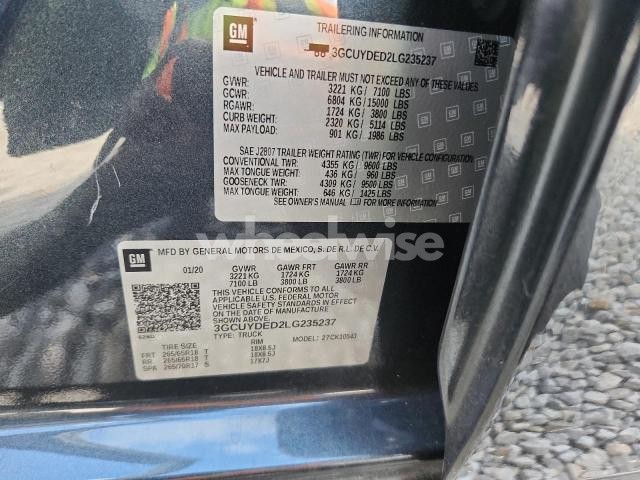 GM
TRAILERING INFORMATION
3GCUYDED2LG235237
VEHICLE AND TRAILER MUST NOT EXCEED ANY OF THESE VALUES
GVWR: 3221 KG / 7100 LBS
GCWR: 6804 KG / 15000 LBS
RGAWR: 1724 KG / 3800 LBS
CURB WEIGHT: 2320 KG / 5114 LBS
MAX PAYLOAD: 901 KG / 1986 LBS
SAE J2807 TRAILER WEIGHT RATING (TWR) FOR VEHICLE CONFIGURATION
CONVENTIONAL TWR: 4355 KG / 9600 LBS
MAX TONGUE WEIGHT: 436 KG / 960 LBS
GOOSENECK TWR: 4309 KG / 9500 LBS
MAX TONGUE WEIGHT: 646 KG / 1425 LBS
SEE OWNER'S MANUAL FOR MORE INFORMATION
wheelwise
GM
MFD BY GENERAL MOTORS DE MEXICO, S. DE R.L. DE C.V.
01/20 GVWR GAWR FRT GAWR RR
3221 KG 1724 KG 1724 KG
7100 LB 3800 LB 3800 LB
THIS VEHICLE CONFORMS TO ALL
APPLICABLE U.S. FEDERAL MOTOR
VEHICLE SAFETY STANDARDS IN EFFECT
ON THE DATE OF MANUFACTURE
SHOWN ABOVE.
3GCUYDED2LG235237
TYPE: TRUCK
TIRE SIZE RIM 27CK10543
FRT 265/65R18 T 18X8.5J
RR 265/65R18 T 18X8.5J
SPA 265/70R17 S 17X7J